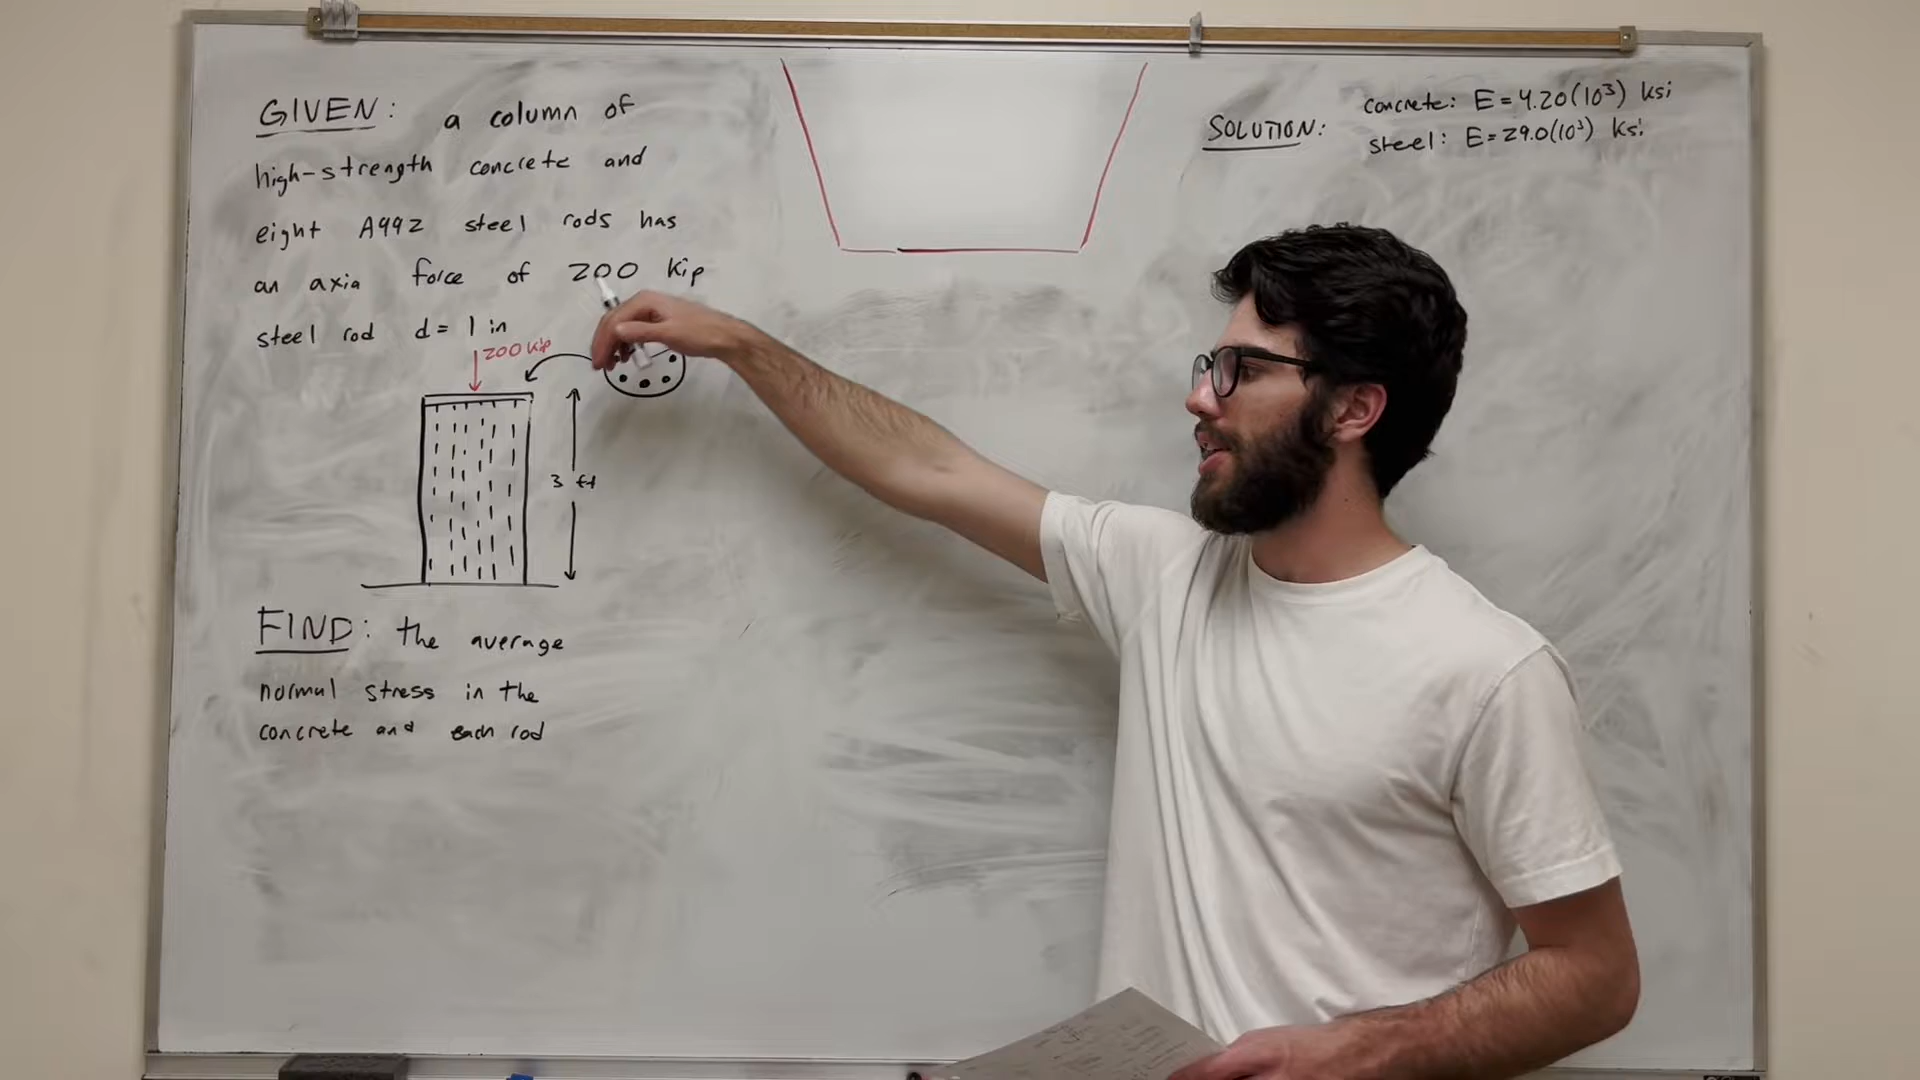 GIVEN: a column of
high-strength concrete and
eight A992 steel rods has
an axia force of 200 kip
steel rod d= 1 in
200 kip
3 ft
FIND: the average
normal stress in the
concrete and each rod
SOLUTION:
concrete: E=4.20(10³) ksi
steel: E=29.0(10³) ksi